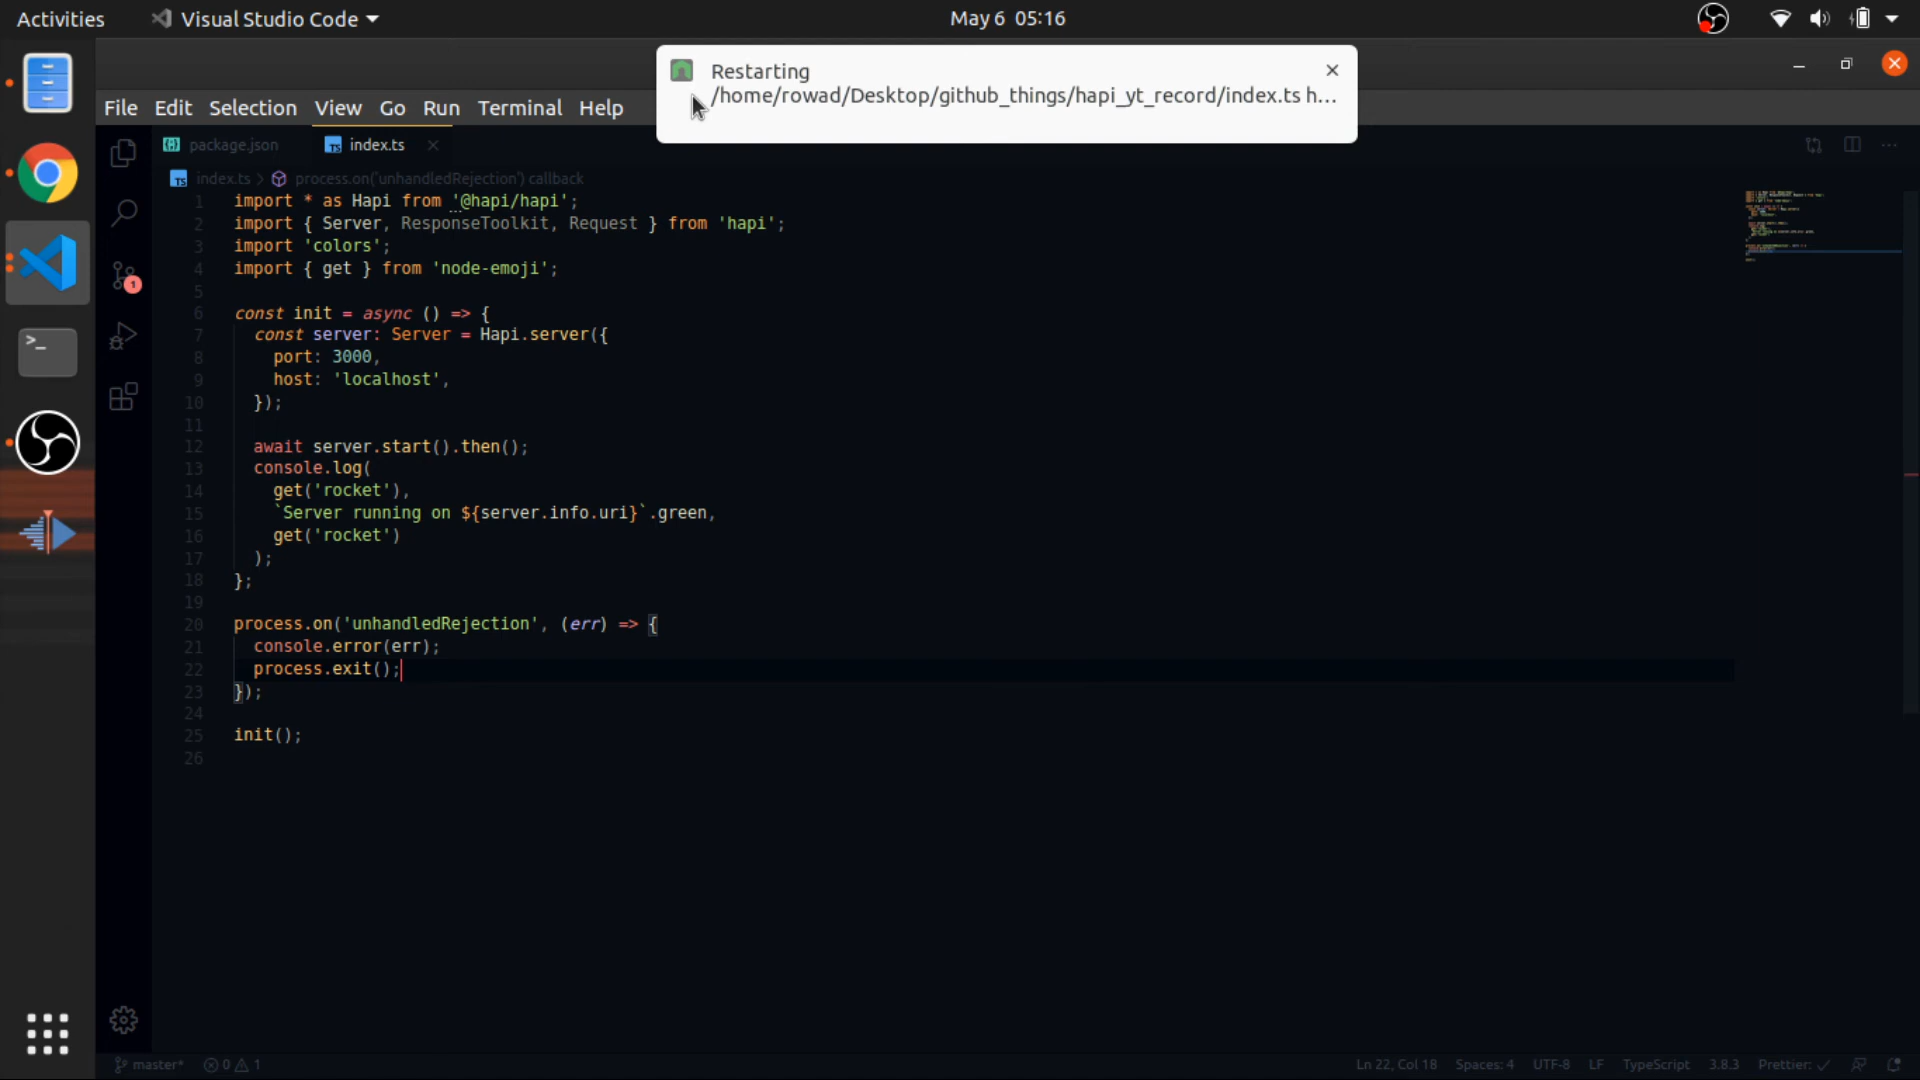 Activities
Visual Studio Code
May 6 05:16
Restarting
/home/rowad/Desktop/github_things/hapi_yt_record/index.ts h...
File Edit Selection View Go Run Terminal Help
package.json
TS index.ts
TS index.ts > process.on('unhandledRejection') callback
1 import * as Hapi from '@hapi/hapi';
2 import { Server, ResponseToolkit, Request } from 'hapi';
3 import 'colors';
4 import { get } from 'node-emoji';
5
6 const init = async () => {
7 const server: Server = Hapi.server({
8 port: 3000,
9 host: 'localhost',
10 });
11
12 await server.start().then();
13 console.log(
14 get('rocket'),
15 `Server running on ${server.info.uri}`.green,
16 get('rocket')
17 );
18 };
19
20 process.on('unhandledRejection', (err) => {
21 console.error(err);
22 process.exit();
23 });
24
25 init();
26
1
master* 0 1
Ln 22, Col 18 Spaces: 4 UTF-8 LF TypeScript 3.8.3 Prettier: ✓